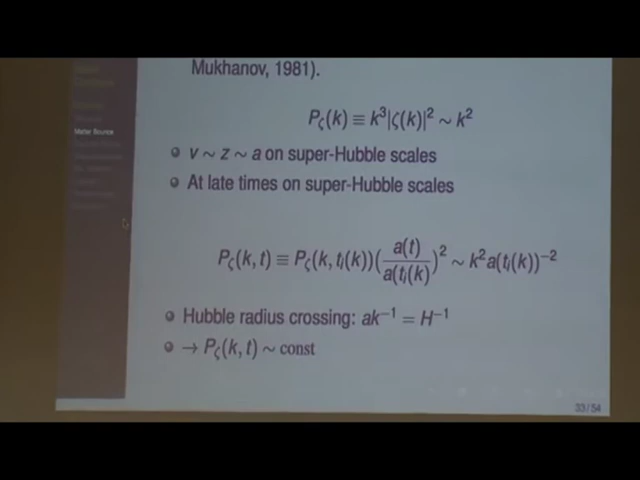 Mukhanov, 1981).
P_ζ(k) ≡ k³|ζ(k)|² ∼ k²
v ∼ z ∼ a on super-Hubble scales
At late times on super-Hubble scales
P_ζ(k, t) ≡ P_ζ(k, t_i(k))(a(t)/a(t_i(k))² ∼ k²a(t_i(k))⁻²
Hubble radius crossing: ak⁻¹ = H⁻¹
→ P_ζ(k, t) ∼ const
Matter Bounce
33/54